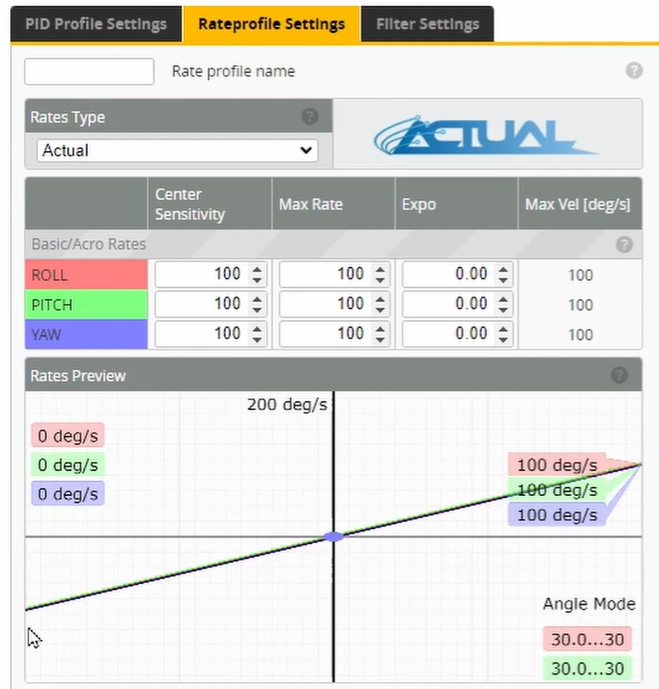 PID Profile Settings Rateprofile Settings Filter Settings
Rate profile name ?
Rates Type ?
ACTUAL
Actual
Center Sensitivity Max Rate Expo Max Vel [deg/s]
Basic/Acro Rates ?
ROLL 100 100 0.00 100
PITCH 100 100 0.00 100
YAW 100 100 0.00 100
Rates Preview ?
200 deg/s
0 deg/s
0 deg/s
0 deg/s
100 deg/s
100 deg/s
100 deg/s
Angle Mode
30.0...30
30.0...30